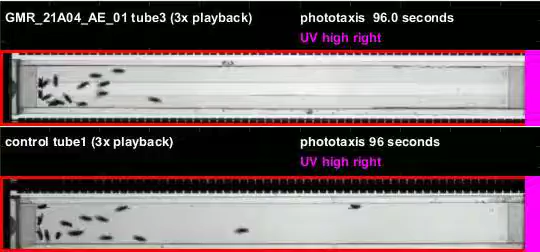 GMR_21A04_AE_01 tube3 (3x playback) phototaxis 96.0 seconds
UV high right
control tube1 (3x playback) phototaxis 96 seconds
UV high right